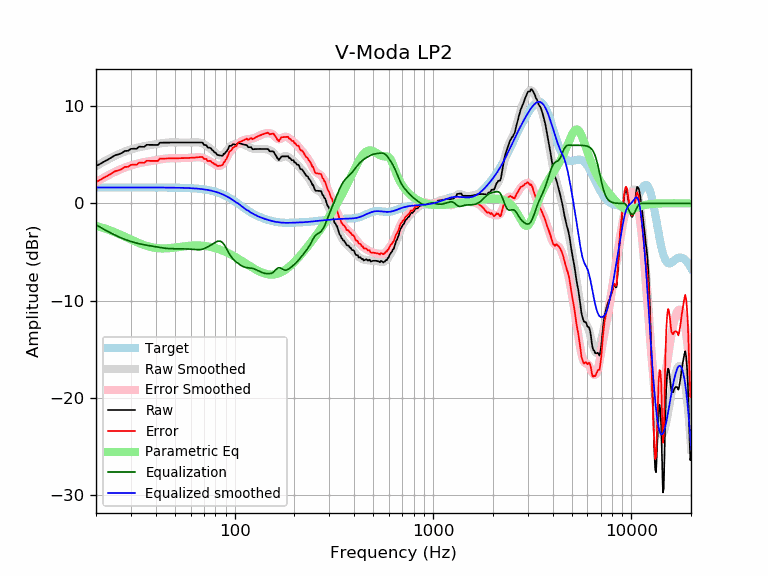 V-Moda LP2
10
0
−10
−20
−30
Amplitude (dBr)
Target
Raw Smoothed
Error Smoothed
Raw
Error
Parametric Eq
Equalization
Equalized smoothed
100
1000
10000
Frequency (Hz)